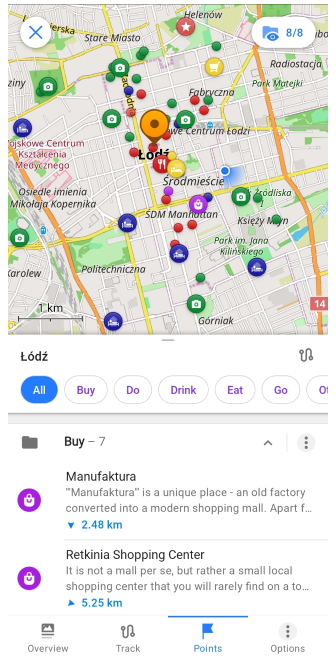 Helenów
Stare Miasto
8/8
Radiostacja
Park Matejki
Fabryczna
owe Centrum Łodzi
ojskowe Centrum
Kształcenia
Medycznego
Łódź
Śródmieście
Osiedle imienia
Mikołaja Kopernika
SDM Manhattan
Źródliska
Księży Młyn
Park im. Jana
Kilińskiego
Karolew
Politechniczna
1 km
14
Górniak
Łódź
All
Buy
Do
Drink
Eat
Go
Buy – 7
Manufaktura
"'Manufaktura" is a unique place - an old factory
converted into a modern shopping mall. Apart f…
2.48 km
Retkinia Shopping Center
It is not a mall per se, but rather a small local
shopping center that you will rarely find on a to…
5.25 km
Overview
Track
Points
Options